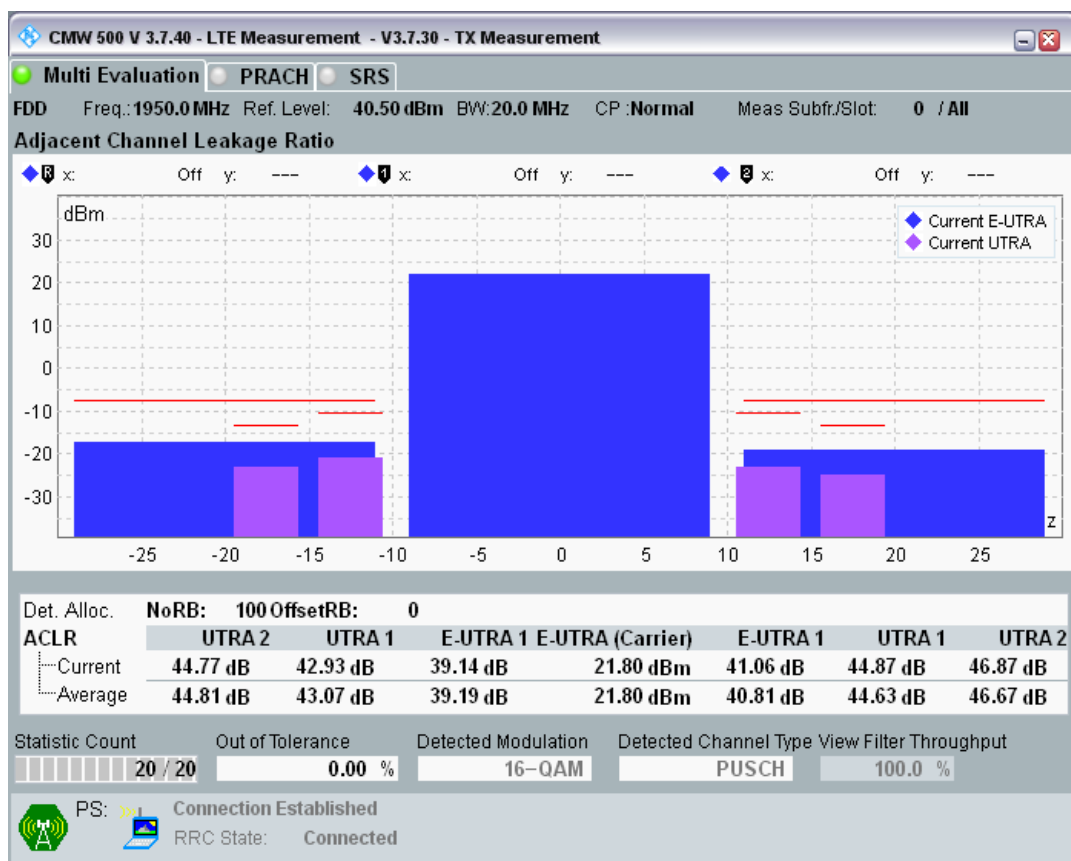 CMW 500 V 3.7.40 - LTE Measurement - V3.7.30 - TX Measurement
Multi Evaluation PRACH SRS
FDD Freq.: 1950.0 MHz Ref. Level: 40.50 dBm BW: 20.0 MHz CP : Normal Meas Subfr./Slot: 0 / All
Adjacent Channel Leakage Ratio
R x: Off y: --- 1 x: Off y: --- 2 x: Off y: ---
dBm
Current E-UTRA
Current UTRA
30
20
10
0
-10
-20
-30
z
-25 -20 -15 -10 -5 0 5 10 15 20 25
Det. Alloc. NoRB: 100 OffsetRB: 0
ACLR UTRA 2 UTRA 1 E-UTRA 1 E-UTRA (Carrier) E-UTRA 1 UTRA 1 UTRA 2
Current 44.77 dB 42.93 dB 39.14 dB 21.80 dBm 41.06 dB 44.87 dB 46.87 dB
Average 44.81 dB 43.07 dB 39.19 dB 21.80 dBm 40.81 dB 44.63 dB 46.67 dB
Statistic Count Out of Tolerance Detected Modulation Detected Channel Type View Filter Throughput
20 / 20 0.00 % 16-QAM PUSCH 100.0 %
PS: Connection Established
RRC State: Connected